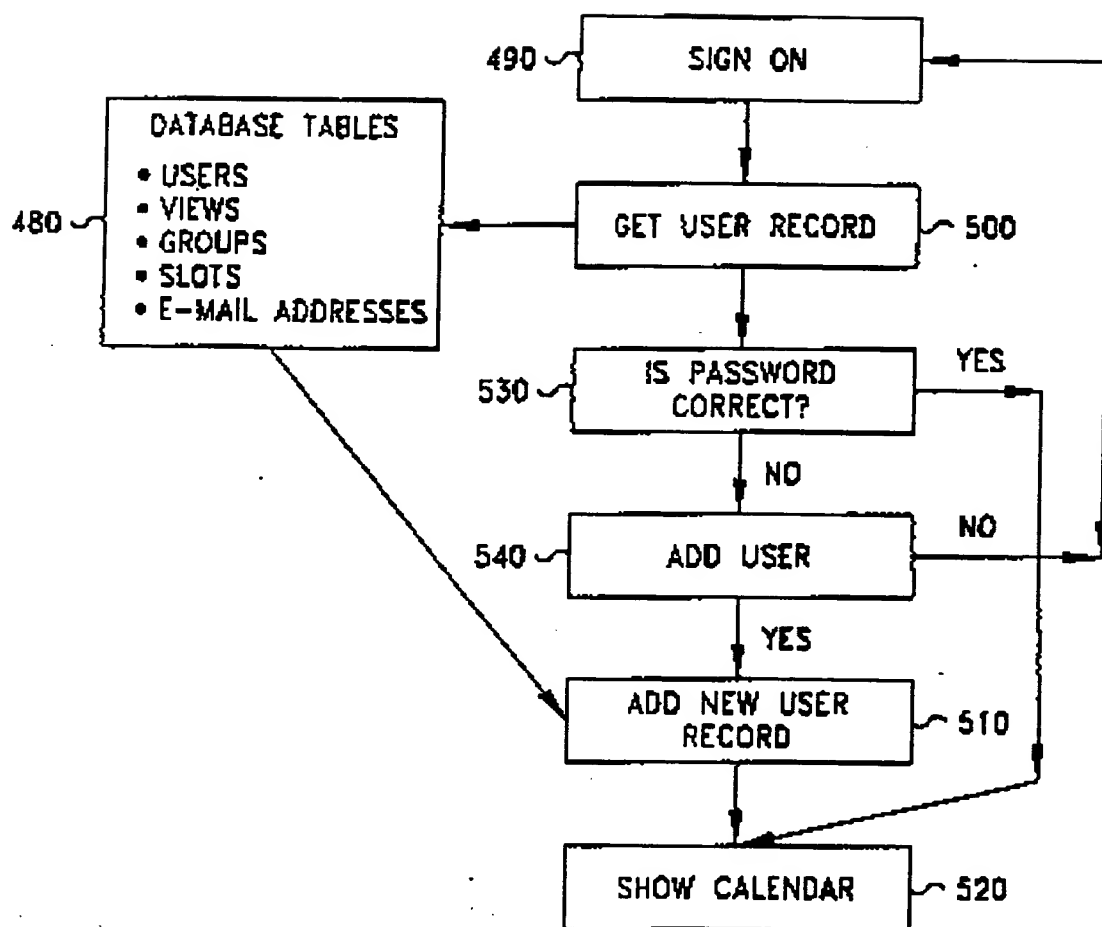 490
SIGN ON
DATABASE TABLES
• USERS
• VIEWS
• GROUPS
• SLOTS
• E-MAIL ADDRESSES
480
GET USER RECORD
500
530
IS PASSWORD
CORRECT?
YES
NO
540
ADD USER
NO
YES
ADD NEW USER
RECORD
510
SHOW CALENDAR
520